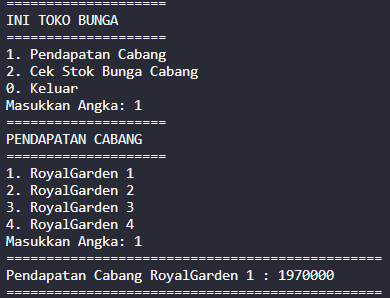 ====================
INI TOKO BUNGA
====================
1. Pendapatan Cabang
2. Cek Stok Bunga Cabang
0. Keluar
Masukkan Angka: 1
====================
PENDAPATAN CABANG
====================
1. RoyalGarden 1
2. RoyalGarden 2
3. RoyalGarden 3
4. RoyalGarden 4
Masukkan Angka: 1
===============================================
Pendapatan Cabang RoyalGarden 1 : 1970000
===============================================